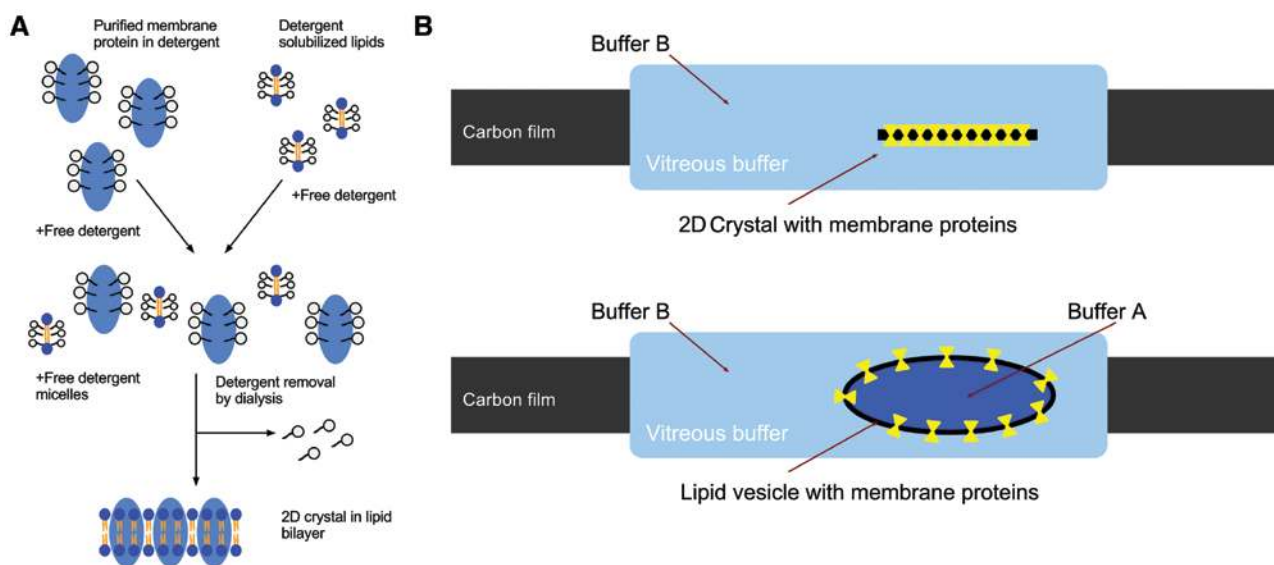 A
Purified membrane
protein in detergent
Detergent
solubilized lipids
+Free detergent
+Free detergent
+Free detergent
micelles
Detergent removal
by dialysis
2D crystal in lipid
bilayer
B
Buffer B
Carbon film
Vitreous buffer
2D Crystal with membrane proteins
Buffer B
Buffer A
Carbon film
Vitreous buffer
Lipid vesicle with membrane proteins